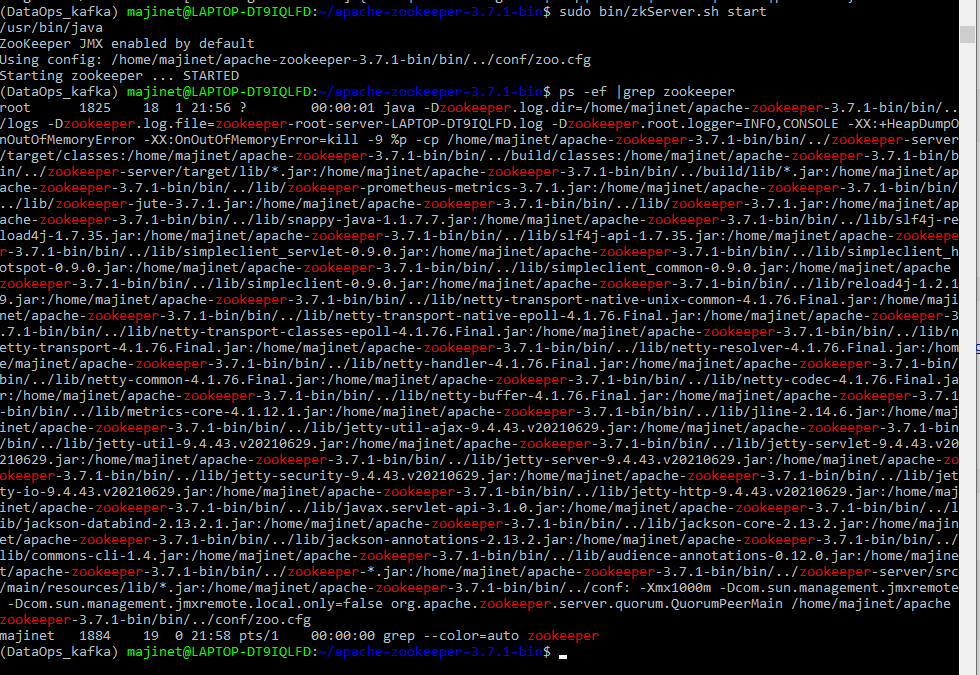 (DataOps_kafka) majinet@LAPTOP-DT9IQLFD:~/apache-zookeeper-3.7.1-bin$ sudo bin/zkServer.sh start
/usr/bin/java
ZooKeeper JMX enabled by default
Using config: /home/majinet/apache-zookeeper-3.7.1-bin/bin/../conf/zoo.cfg
Starting zookeeper ... STARTED
(DataOps_kafka) majinet@LAPTOP-DT9IQLFD:~/apache-zookeeper-3.7.1-bin$ ps -ef |grep zookeeper
root      1825    18  1 21:56 ?        00:00:01 java -Dzookeeper.log.dir=/home/majinet/apache-zookeeper-3.7.1-bin/bin/..
/logs -Dzookeeper.log.file=zookeeper-root-server-LAPTOP-DT9IQLFD.log -Dzookeeper.root.logger=INFO,CONSOLE -XX:+HeapDumpO
nOutOfMemoryError -XX:OnOutOfMemoryError=kill -9 %p -cp /home/majinet/apache-zookeeper-3.7.1-bin/bin/../zookeeper-server
/target/classes:/home/majinet/apache-zookeeper-3.7.1-bin/bin/../build/classes:/home/majinet/apache-zookeeper-3.7.1-bin/b
in/../zookeeper-server/target/lib/*.jar:/home/majinet/apache-zookeeper-3.7.1-bin/bin/../build/lib/*.jar:/home/majinet/ap
ache-zookeeper-3.7.1-bin/bin/../lib/zookeeper-prometheus-metrics-3.7.1.jar:/home/majinet/apache-zookeeper-3.7.1-bin/bin/
../lib/zookeeper-jute-3.7.1.jar:/home/majinet/apache-zookeeper-3.7.1-bin/bin/../lib/zookeeper-3.7.1.jar:/home/majinet/ap
ache-zookeeper-3.7.1-bin/bin/../lib/snappy-java-1.1.7.7.jar:/home/majinet/apache-zookeeper-3.7.1-bin/bin/../lib/slf4j-re
load4j-1.7.35.jar:/home/majinet/apache-zookeeper-3.7.1-bin/bin/../lib/slf4j-api-1.7.35.jar:/home/majinet/apache-zookeepe
r-3.7.1-bin/bin/../lib/simpleclient_servlet-0.9.0.jar:/home/majinet/apache-zookeeper-3.7.1-bin/bin/../lib/simpleclient_h
otspot-0.9.0.jar:/home/majinet/apache-zookeeper-3.7.1-bin/bin/../lib/simpleclient_common-0.9.0.jar:/home/majinet/apache
zookeeper-3.7.1-bin/bin/../lib/simpleclient-0.9.0.jar:/home/majinet/apache-zookeeper-3.7.1-bin/bin/../lib/reload4j-1.2.1
9.jar:/home/majinet/apache-zookeeper-3.7.1-bin/bin/../lib/netty-transport-native-unix-common-4.1.76.Final.jar:/home/maji
net/apache-zookeeper-3.7.1-bin/bin/../lib/netty-transport-native-epoll-4.1.76.Final.jar:/home/majinet/apache-zookeeper-3
.7.1-bin/bin/../lib/netty-transport-classes-epoll-4.1.76.Final.jar:/home/majinet/apache-zookeeper-3.7.1-bin/bin/../lib/n
etty-transport-4.1.76.Final.jar:/home/majinet/apache-zookeeper-3.7.1-bin/bin/../lib/netty-resolver-4.1.76.Final.jar:/hom
e/majinet/apache-zookeeper-3.7.1-bin/bin/../lib/netty-handler-4.1.76.Final.jar:/home/majinet/apache-zookeeper-3.7.1-bin/
bin/../lib/netty-common-4.1.76.Final.jar:/home/majinet/apache-zookeeper-3.7.1-bin/bin/../lib/netty-codec-4.1.76.Final.ja
r:/home/majinet/apache-zookeeper-3.7.1-bin/bin/../lib/netty-buffer-4.1.76.Final.jar:/home/majinet/apache-zookeeper-3.7.1
-bin/bin/../lib/metrics-core-4.1.12.1.jar:/home/majinet/apache-zookeeper-3.7.1-bin/bin/../lib/jline-2.14.6.jar:/home/maj
inet/apache-zookeeper-3.7.1-bin/bin/../lib/jetty-util-ajax-9.4.43.v20210629.jar:/home/majinet/apache-zookeeper-3.7.1-bin
/bin/../lib/jetty-util-9.4.43.v20210629.jar:/home/majinet/apache-zookeeper-3.7.1-bin/bin/../lib/jetty-servlet-9.4.43.v20
210629.jar:/home/majinet/apache-zookeeper-3.7.1-bin/bin/../lib/jetty-server-9.4.43.v20210629.jar:/home/majinet/apache-zo
okeeper-3.7.1-bin/bin/../lib/jetty-security-9.4.43.v20210629.jar:/home/majinet/apache-zookeeper-3.7.1-bin/bin/../lib/jet
ty-io-9.4.43.v20210629.jar:/home/majinet/apache-zookeeper-3.7.1-bin/bin/../lib/jetty-http-9.4.43.v20210629.jar:/home/maj
inet/apache-zookeeper-3.7.1-bin/bin/../lib/javax.servlet-api-3.1.0.jar:/home/majinet/apache-zookeeper-3.7.1-bin/bin/../l
ib/jackson-databind-2.13.2.1.jar:/home/majinet/apache-zookeeper-3.7.1-bin/bin/../lib/jackson-core-2.13.2.jar:/home/majin
et/apache-zookeeper-3.7.1-bin/bin/../lib/jackson-annotations-2.13.2.jar:/home/majinet/apache-zookeeper-3.7.1-bin/bin/../
lib/commons-cli-1.4.jar:/home/majinet/apache-zookeeper-3.7.1-bin/bin/../lib/audience-annotations-0.12.0.jar:/home/majine
t/apache-zookeeper-3.7.1-bin/bin/../zookeeper-*.jar:/home/majinet/apache-zookeeper-3.7.1-bin/bin/../zookeeper-server/src
/main/resources/lib/*.jar:/home/majinet/apache-zookeeper-3.7.1-bin/bin/../conf: -Xmx1000m -Dcom.sun.management.jmxremote
 -Dcom.sun.management.jmxremote.local.only=false org.apache.zookeeper.server.quorum.QuorumPeerMain /home/majinet/apache
zookeeper-3.7.1-bin/bin/../conf/zoo.cfg
majinet   1884    19  0 21:58 pts/1    00:00:00 grep --color=auto zookeeper
(DataOps_kafka) majinet@LAPTOP-DT9IQLFD:~/apache-zookeeper-3.7.1-bin$